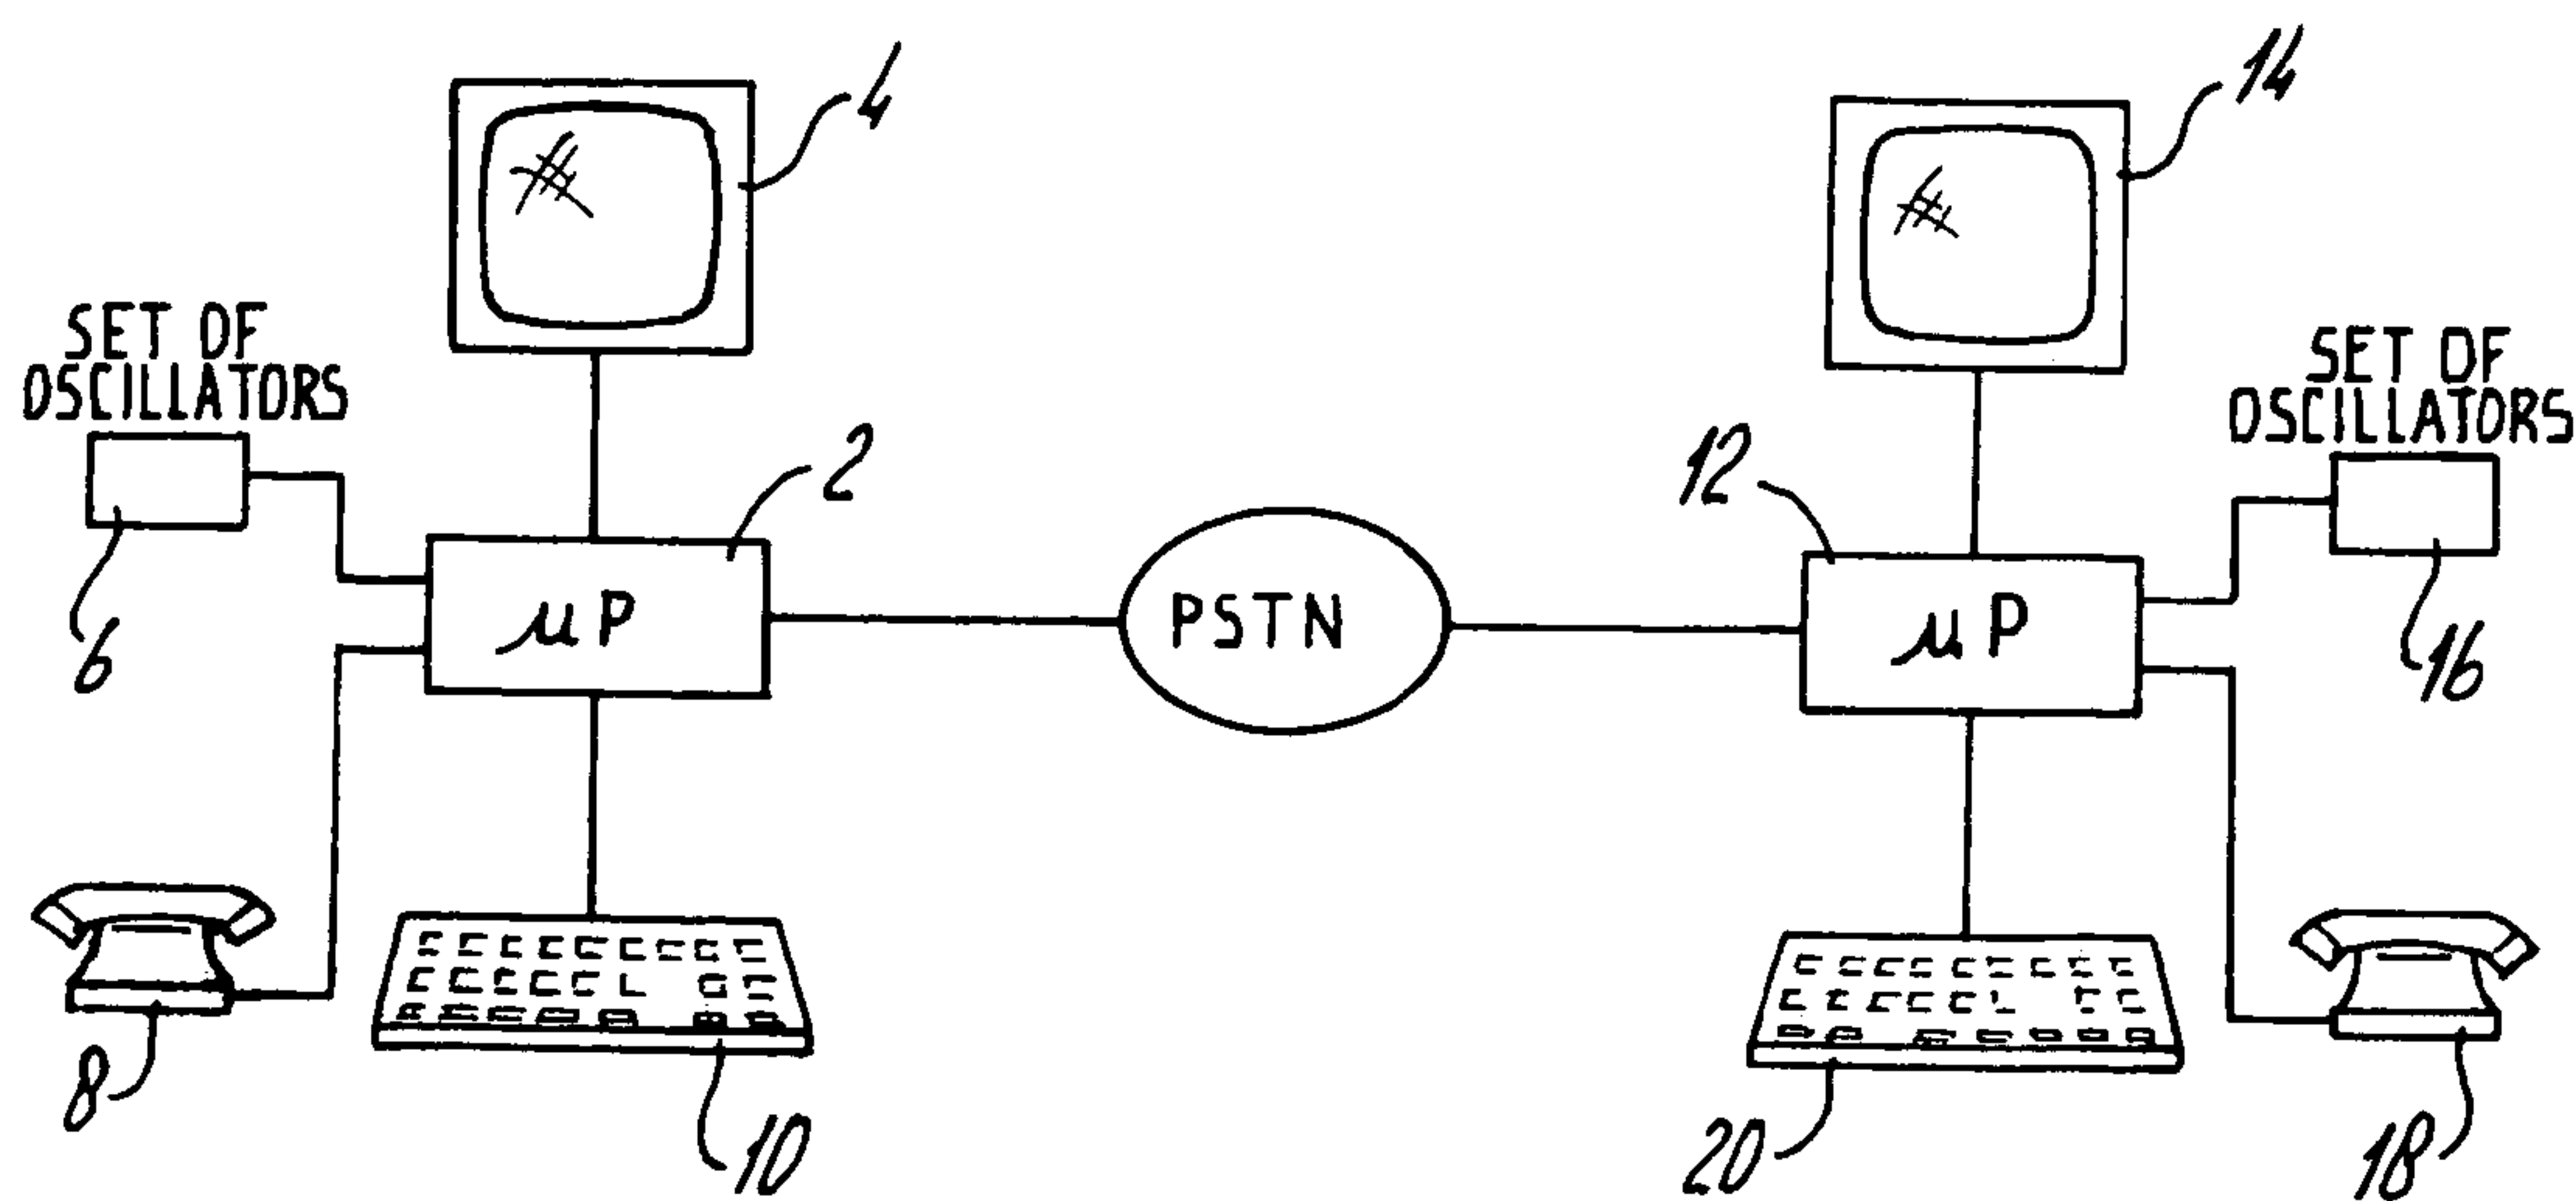 4
14
SET OF
OSCILLATORS
SET OF
OSCILLATORS
2
12
6
16
µP
PSTN
µP
8
10
20
18